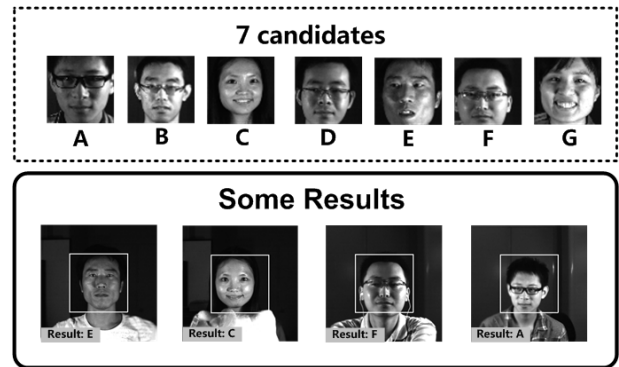 7 candidates
A B C D E F G
Some Results
Result: E Result: C Result: F Result: A